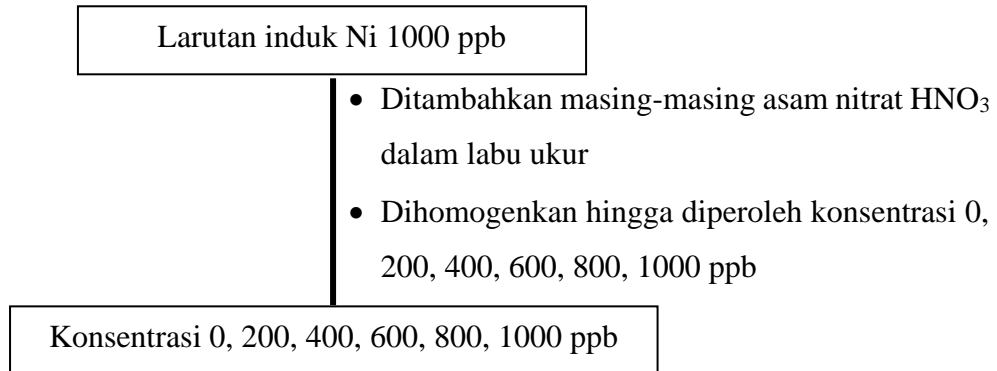 Larutan induk Ni 1000 ppb
• Ditambahkan masing-masing asam nitrat HNO₃
dalam labu ukur
• Dihomogenkan hingga diperoleh konsentrasi 0,
200, 400, 600, 800, 1000 ppb
Konsentrasi 0, 200, 400, 600, 800, 1000 ppb